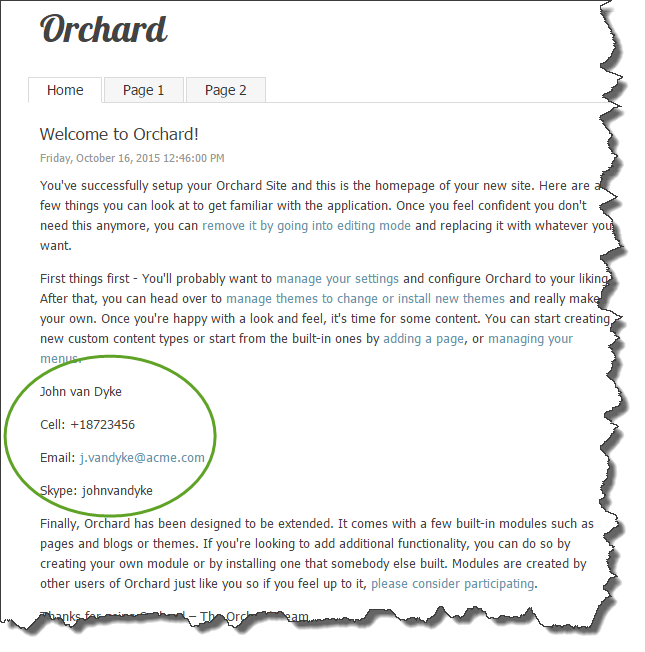 Orchard
Home Page 1 Page 2
Welcome to Orchard!
Friday, October 16, 2015 12:46:00 PM
You've successfully setup your Orchard Site and this is the homepage of your new site. Here are a
few things you can look at to get familiar with the application. Once you feel confident you don't
need this anymore, you can remove it by going into editing mode and replacing it with whatever you
want.
First things first - You'll probably want to manage your settings and configure Orchard to your liking.
After that, you can head over to manage themes to change or install new themes and really make
your own. Once you're happy with a look and feel, it's time for some content. You can start creating
new custom content types or start from the built-in ones by adding a page, or managing your
menus.
John van Dyke
Cell: +18723456
Email: j.vandyke@acme.com
Skype: johnvandyke
Finally, Orchard has been designed to be extended. It comes with a few built-in modules such as
pages and blogs or themes. If you're looking to add additional functionality, you can do so by
creating your own module or by installing one that somebody else built. Modules are created by
other users of Orchard just like you so if you feel up to it, please consider participating.
Thanks for using Orchard – The Orchard Team